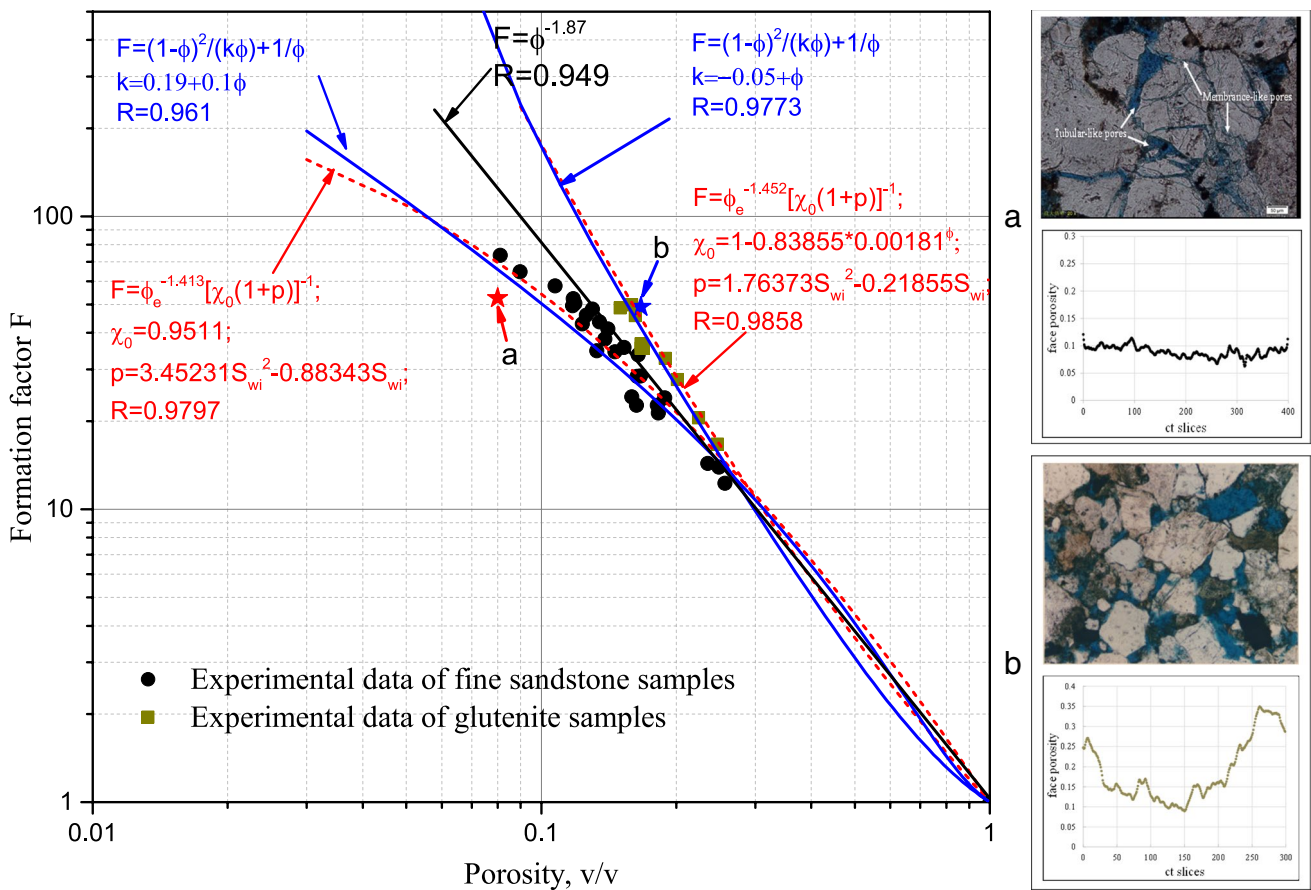 F=(1-ϕ)²/(kϕ)+1/ϕ
k=0.19+0.1ϕ
R=0.961
F=ϕ^-1.87
R=0.949
F=(1-ϕ)²/(kϕ)+1/ϕ
k=−0.05+ϕ
R=0.9773
F=ϕₑ^-1.413[χ₀(1+p)]^-1;
χ₀=0.9511;
p=3.45231S_wi²-0.88343S_wi;
R=0.9797
F=ϕₑ^-1.452[χ₀(1+p)]^-1;
χ₀=1-0.83855*0.00181^ϕ;
p=1.76373S_wi²-0.21855S_wi;
R=0.9858
a
b
Formation factor F
100
10
1
Experimental data of fine sandstone samples
Experimental data of glutenite samples
0.01
0.1
1
Porosity, v/v
a
Membrance-like pores
Tubular-like pores
face porosity
0.3
0.25
0.2
0.15
0.1
0.05
0
0
100
200
300
400
ct slices
b
face porosity
0.4
0.35
0.3
0.25
0.2
0.15
0.1
0.05
0
0
50
100
150
200
250
300
ct slices